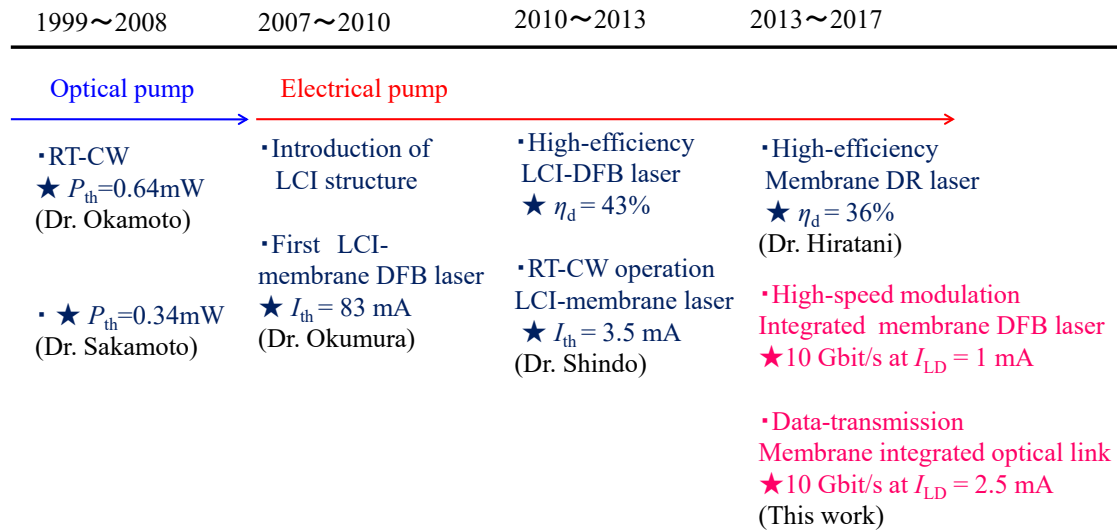 1999～2008
2007～2010
2010～2013
2013～2017
Optical pump
Electrical pump
・RT-CW
★ Pth=0.64mW
(Dr. Okamoto)
・ ★ Pth=0.34mW
(Dr. Sakamoto)
・Introduction of
LCI structure
・First LCI-
membrane DFB laser
★ Ith = 83 mA
(Dr. Okumura)
・High-efficiency
LCI-DFB laser
★ ηd = 43%
・RT-CW operation
LCI-membrane laser
★ Ith = 3.5 mA
(Dr. Shindo)
・High-efficiency
Membrane DR laser
★ ηd = 36%
(Dr. Hiratani)
・High-speed modulation
Integrated membrane DFB laser
★10 Gbit/s at ILD = 1 mA
・Data-transmission
Membrane integrated optical link
★10 Gbit/s at ILD = 2.5 mA
(This work)